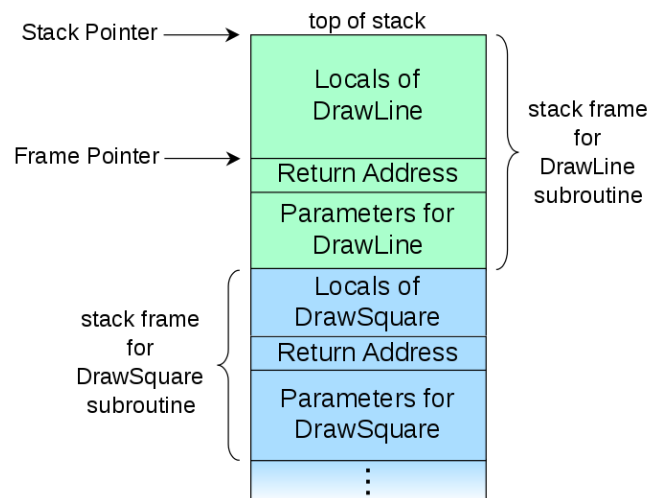 top of stack
Stack Pointer
Locals of
DrawLine
stack frame
for
DrawLine
subroutine
Frame Pointer
Return Address
Parameters for
DrawLine
Locals of
DrawSquare
stack frame
for
DrawSquare
subroutine
Return Address
Parameters for
DrawSquare